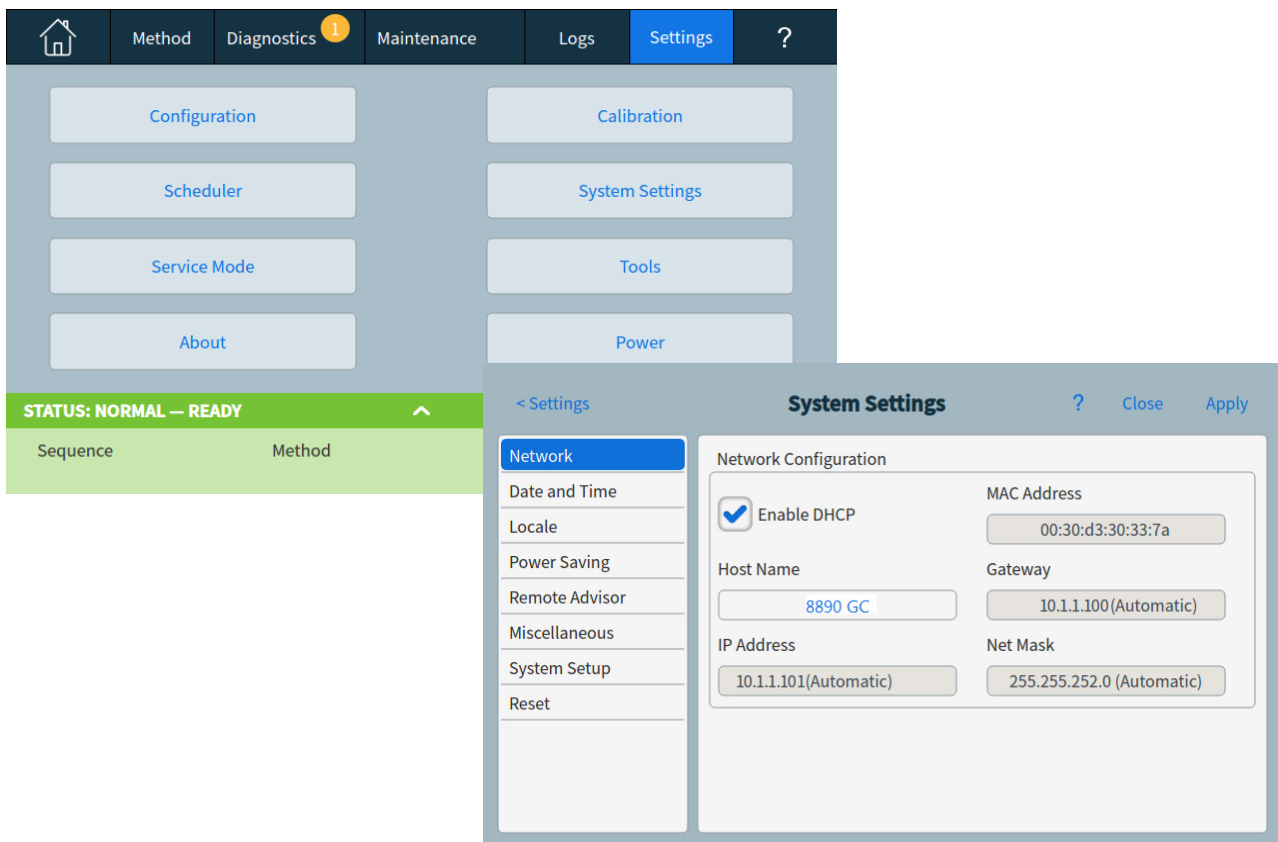 Method Diagnostics 1 Maintenance Logs Settings ?
Configuration Calibration
Scheduler System Settings
Service Mode Tools
About Power
STATUS: NORMAL — READY
Sequence Method
< Settings System Settings ? Close Apply
Network
Date and Time
Locale
Power Saving
Remote Advisor
Miscellaneous
System Setup
Reset
Network Configuration
Enable DHCP
MAC Address
00:30:d3:30:33:7a
Host Name
8890 GC
Gateway
10.1.1.100(Automatic)
IP Address
10.1.1.101(Automatic)
Net Mask
255.255.252.0 (Automatic)